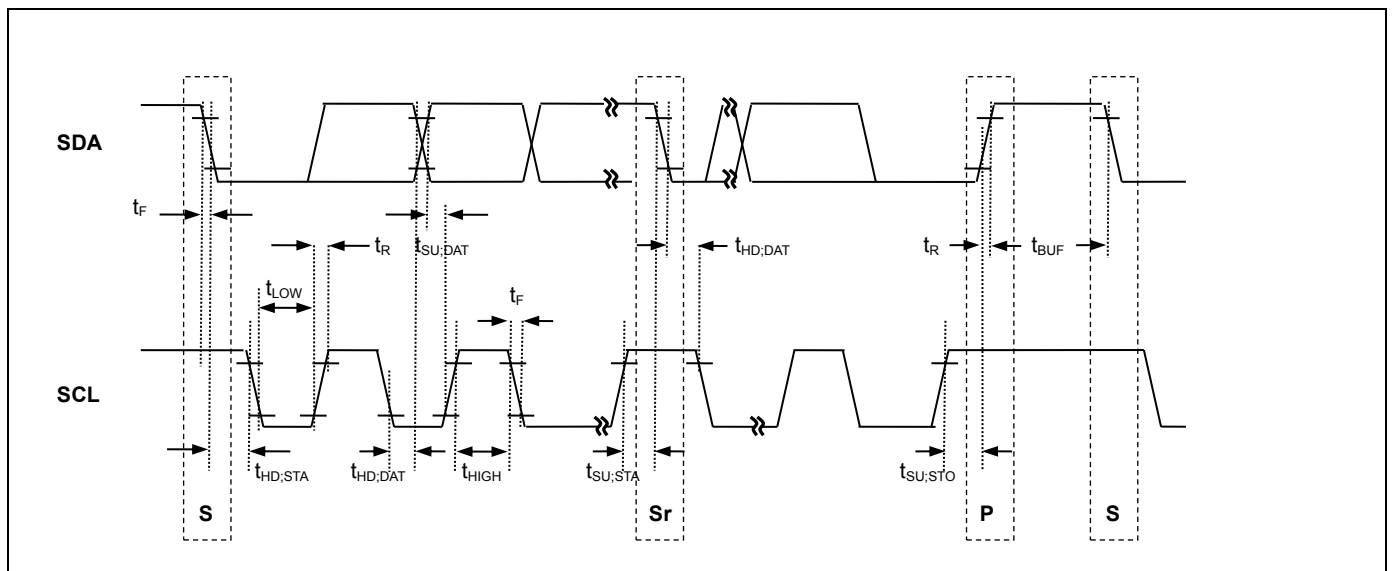 SDA
tF
tR
tSU;DAT
tHD;DAT
tR
tBUF
tLOW
tF
SCL
tHD;STA
tHD;DAT
tHIGH
tSU;STA
tSU;STO
S
Sr
P
S